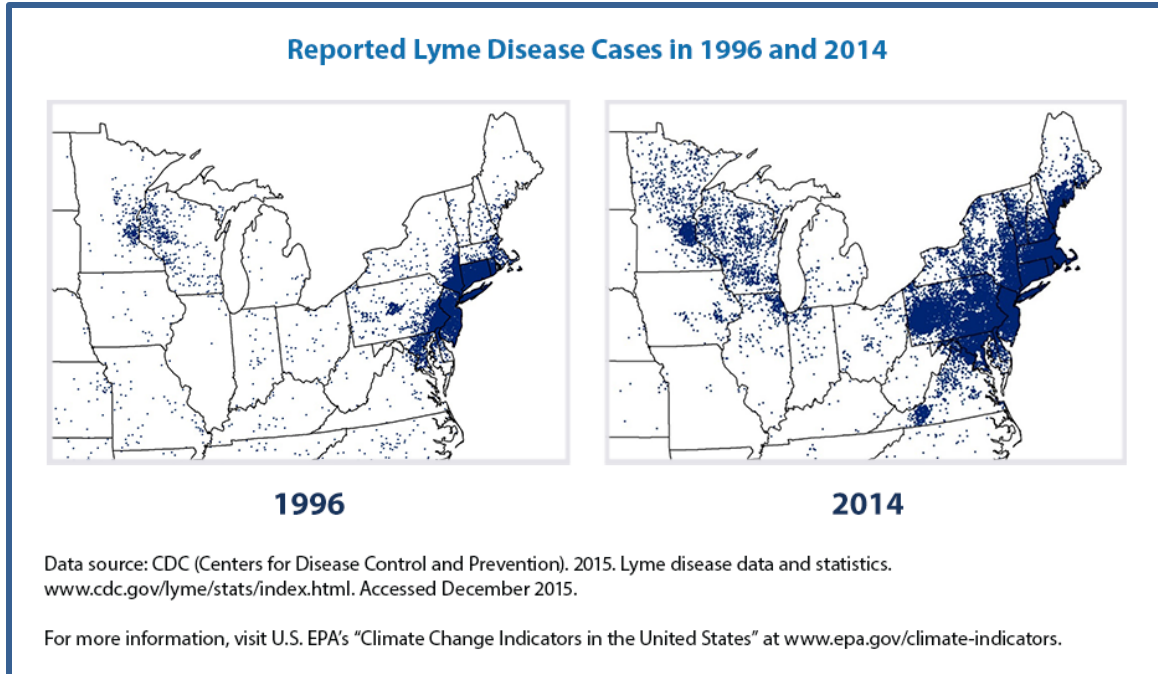 Reported Lyme Disease Cases in 1996 and 2014
1996
2014
Data source: CDC (Centers for Disease Control and Prevention). 2015. Lyme disease data and statistics.
www.cdc.gov/lyme/stats/index.html. Accessed December 2015.
For more information, visit U.S. EPA’s “Climate Change Indicators in the United States” at www.epa.gov/climate-indicators.